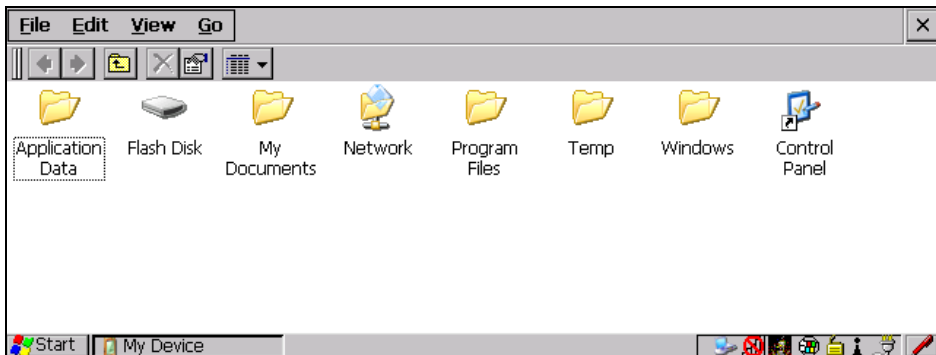 File Edit View Go
Application Data
Flash Disk
My Documents
Network
Program Files
Temp
Windows
Control Panel
Start My Device